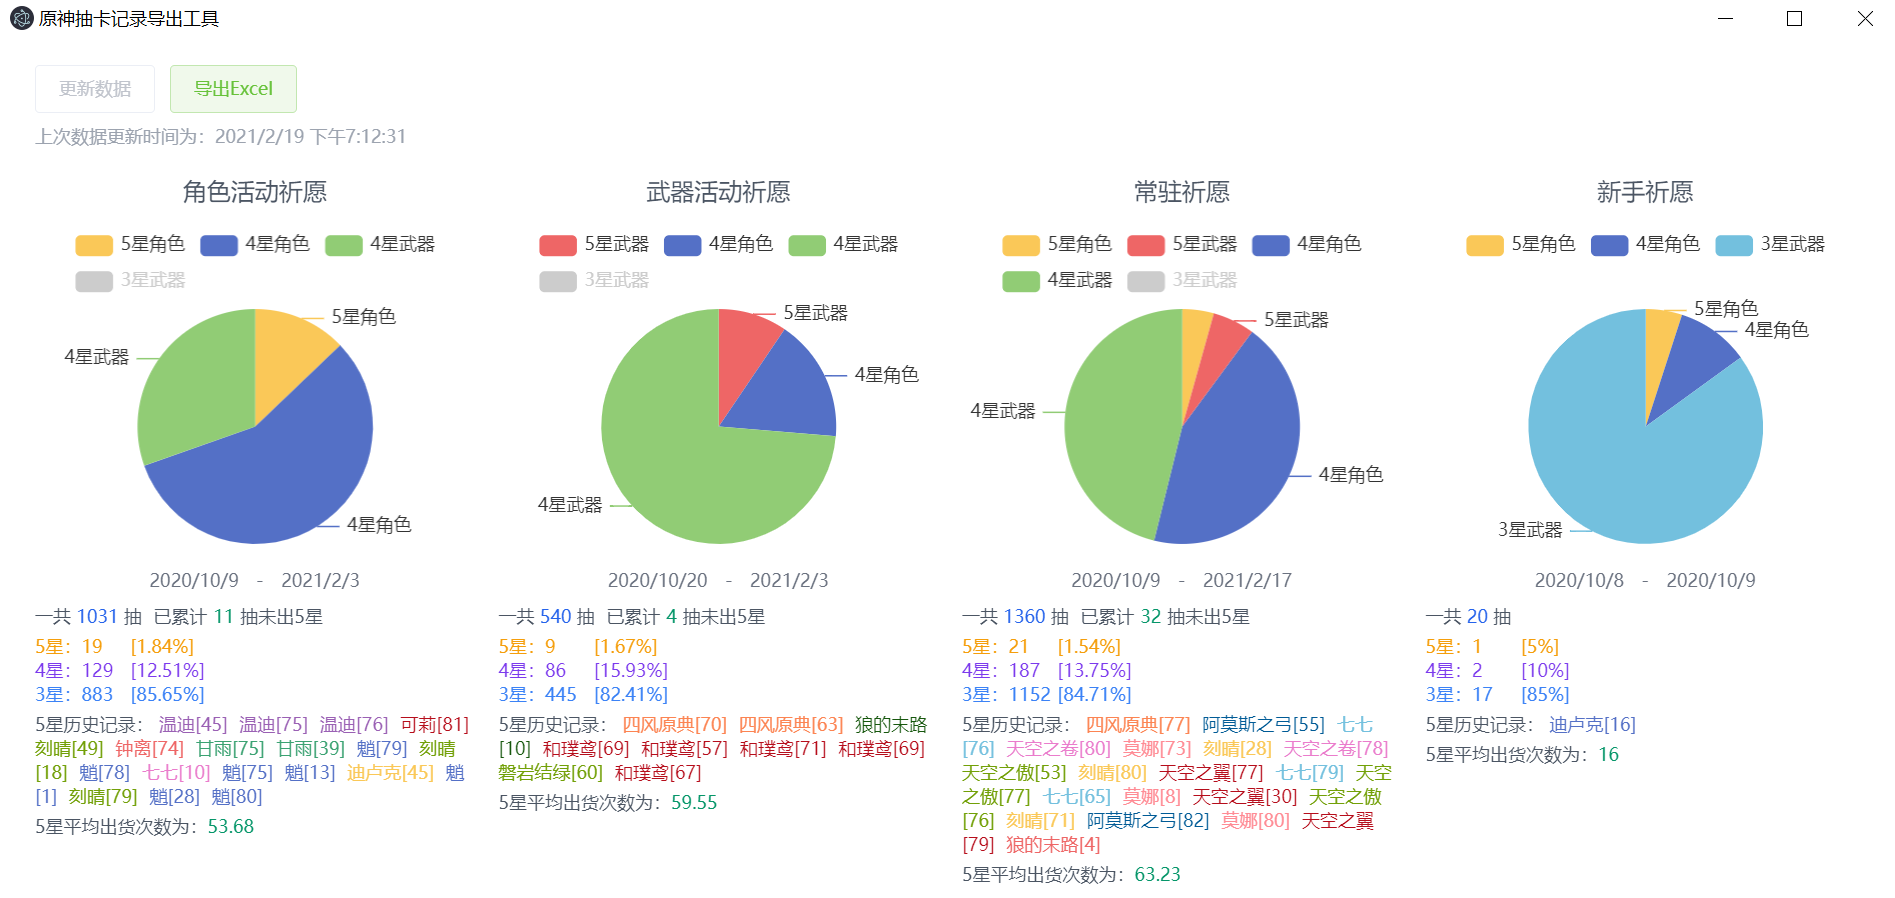 原神抽卡记录导出工具
更新数据 导出Excel
上次数据更新时间为：2021/2/19 下午7:12:31
角色活动祈愿
5星角色 4星角色 4星武器
3星武器
5星角色
4星武器
4星角色
2020/10/9 - 2021/2/3
一共 1031 抽 已累计 11 抽未出5星
5星：19 [1.84%]
4星：129 [12.51%]
3星：883 [85.65%]
5星历史记录： 温迪[45] 温迪[75] 温迪[76] 可莉[81]
刻晴[49] 钟离[74] 甘雨[75] 甘雨[39] 魈[79] 刻晴
[18] 魈[78] 七七[10] 魈[75] 魈[13] 迪卢克[45] 魈
[1] 刻晴[79] 魈[28] 魈[80]
5星平均出货次数为：53.68
武器活动祈愿
5星武器 4星角色 4星武器
3星武器
5星武器
4星角色
4星武器
2020/10/20 - 2021/2/3
一共 540 抽 已累计 4 抽未出5星
5星：9 [1.67%]
4星：86 [15.93%]
3星：445 [82.41%]
5星历史记录： 四风原典[70] 四风原典[63] 狼的末路
[10] 和璞鸢[69] 和璞鸢[57] 和璞鸢[71] 和璞鸢[69]
磐岩结绿[60] 和璞鸢[67]
5星平均出货次数为：59.55
常驻祈愿
5星角色 5星武器 4星角色
4星武器 3星武器
5星武器
4星武器
4星角色
2020/10/9 - 2021/2/17
一共 1360 抽 已累计 32 抽未出5星
5星：21 [1.54%]
4星：187 [13.75%]
3星：1152 [84.71%]
5星历史记录： 四风原典[77] 阿莫斯之弓[55] 七七
[76] 天空之卷[80] 莫娜[73] 刻晴[28] 天空之卷[78]
天空之傲[53] 刻晴[80] 天空之翼[77] 七七[79] 天空
之傲[77] 七七[65] 莫娜[8] 天空之翼[30] 天空之傲
[76] 刻晴[71] 阿莫斯之弓[82] 莫娜[80] 天空之翼
[79] 狼的末路[4]
5星平均出货次数为：63.23
新手祈愿
5星角色 4星角色 3星武器
5星角色
4星角色
3星武器
2020/10/8 - 2020/10/9
一共 20 抽
5星：1 [5%]
4星：2 [10%]
3星：17 [85%]
5星历史记录： 迪卢克[16]
5星平均出货次数为：16